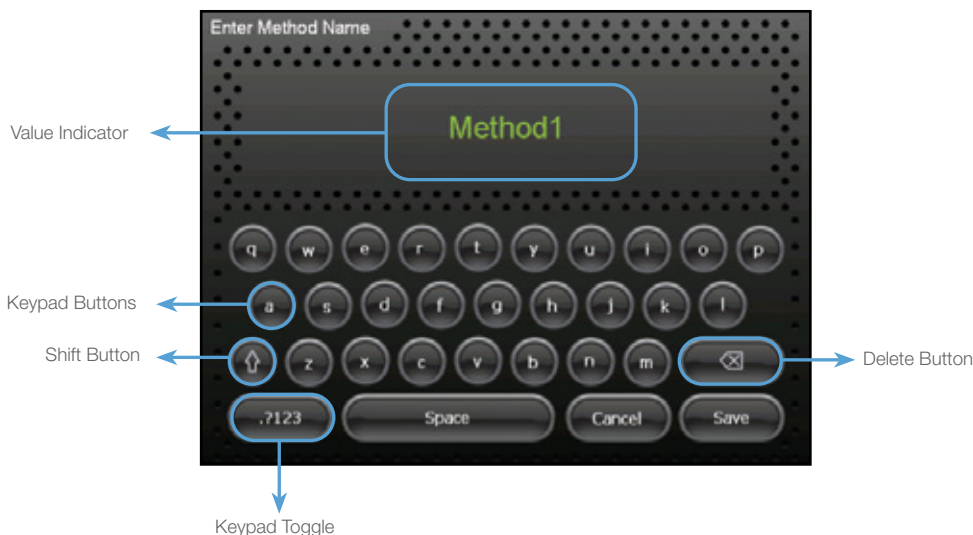 Enter Method Name
Value Indicator
Method1
q w e r t y u i o p
Keypad Buttons
a s d f g h j k l
Shift Button
z x c v b n m
Delete Button
.?123 Space Cancel Save
Keypad Toggle